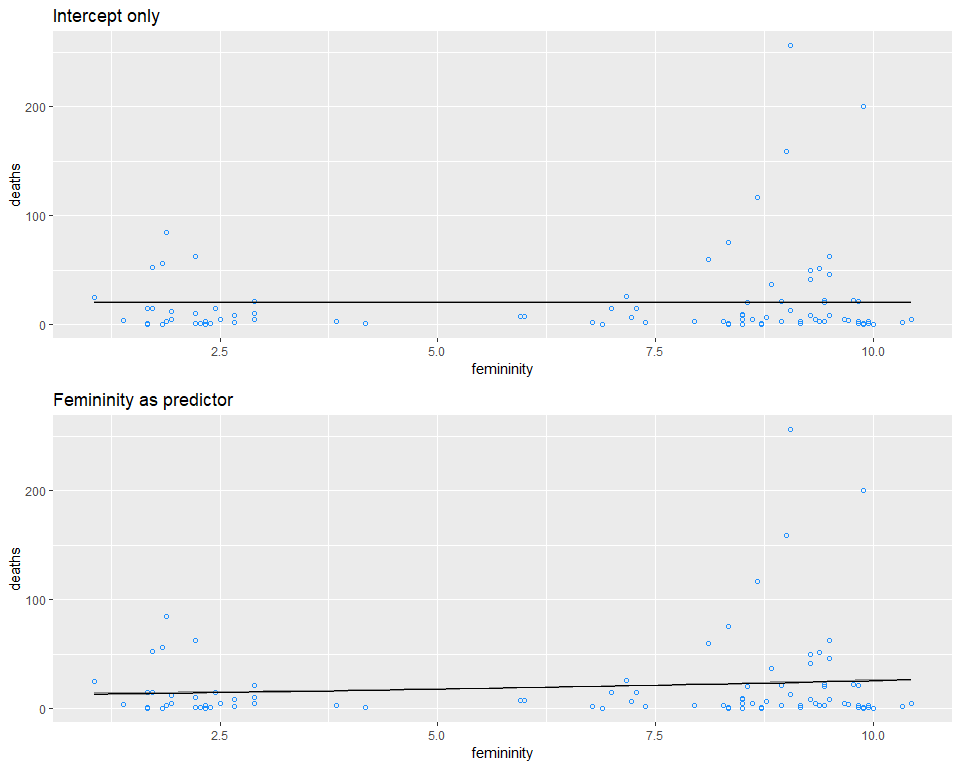 Intercept only
200
100
0
deaths
2.5 5.0 7.5 10.0
femininity
Femininity as predictor
200
100
0
deaths
2.5 5.0 7.5 10.0
femininity